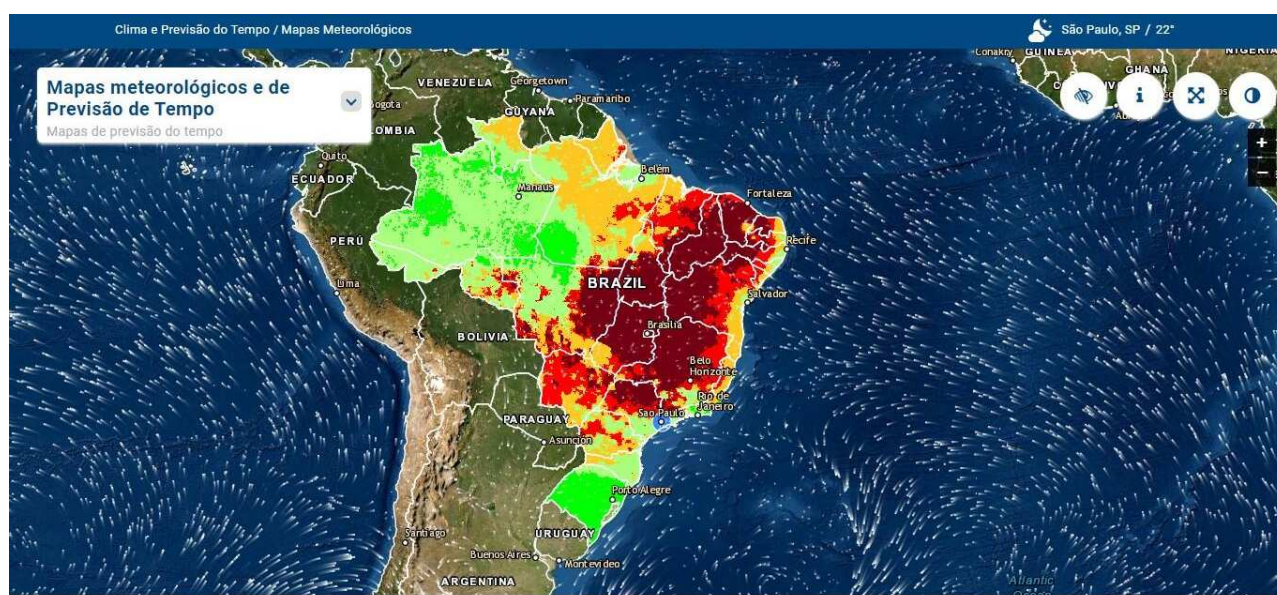 Clima e Previsão do Tempo / Mapas Meteorológicos
São Paulo, SP / 22°
Mapas meteorológicos e de
Previsão de Tempo
Mapas de previsão do tempo
Conakry
GUINEA
NIGERIA
GHANA
VENEZUELA
Georgetown
Paramaribo
GUYANA
Quito
ECUADOR
Belém
Manaus
Fortaleza
PERU
Recife
Lima
BRAZIL
Salvador
BOLIVIA
Brasília
Belo
Horizonte
Rio de
Janeiro
São Paulo
PARAGUAY
Asunción
Porto Alegre
Santiago
URUGUAY
Buenos Aires
Montevideo
ARGENTINA
Atlantic